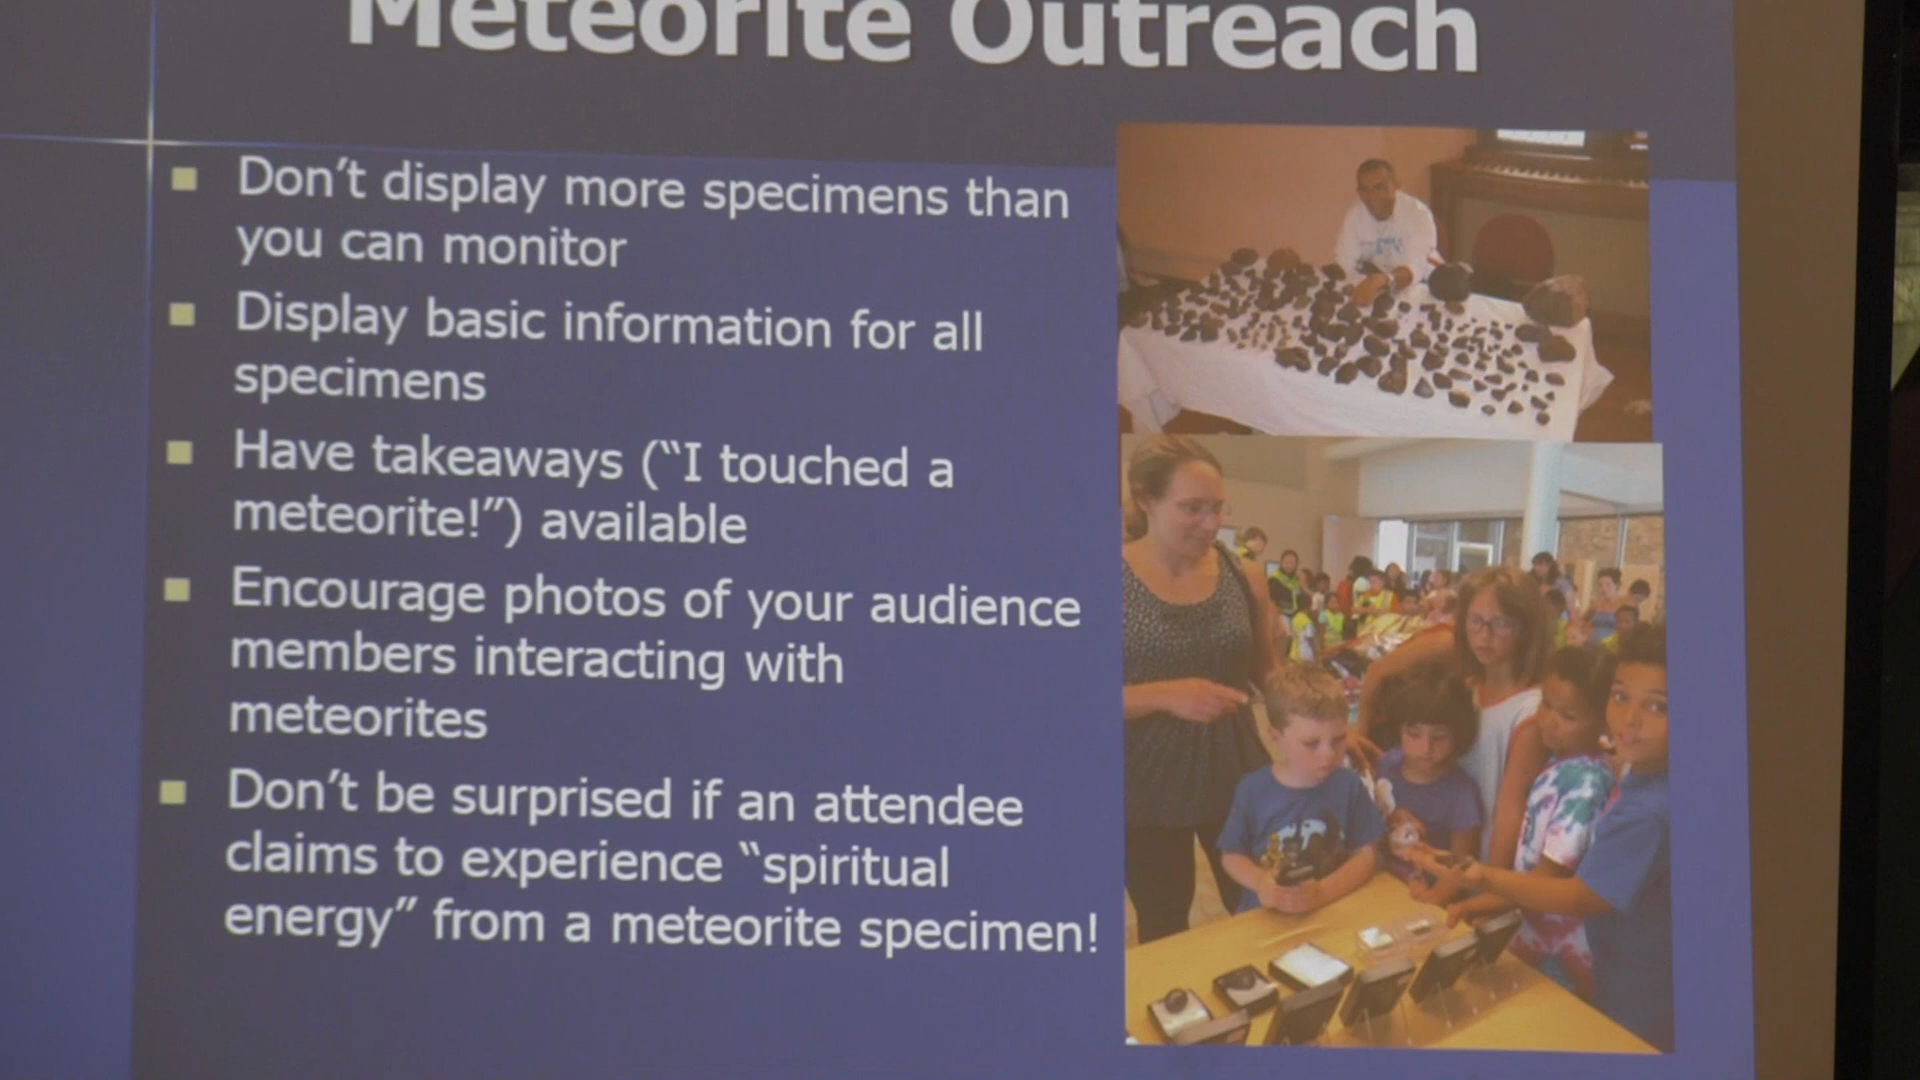 Meteorite Outreach
Don't display more specimens than
you can monitor
Display basic information for all
specimens
Have takeaways ("I touched a
meteorite!") available
Encourage photos of your audience
members interacting with
meteorites
Don't be surprised if an attendee
claims to experience "spiritual
energy" from a meteorite specimen!